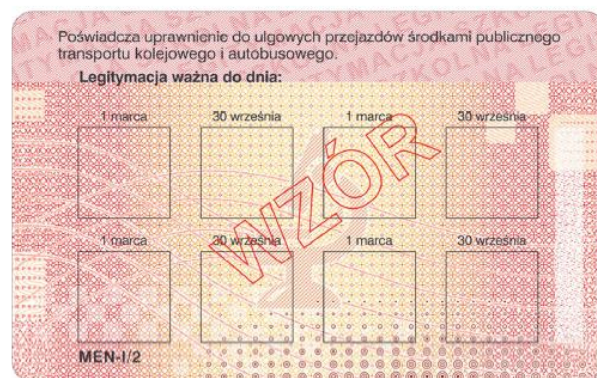 Poświadcza uprawnienie do ulgowych przejazdów środkami publicznego
transportu kolejowego i autobusowego.
Legitymacja ważna do dnia:
1 marca 30 września 1 marca 30 września
WZÓR
1 marca 30 września 1 marca 30 września
MEN-I/2